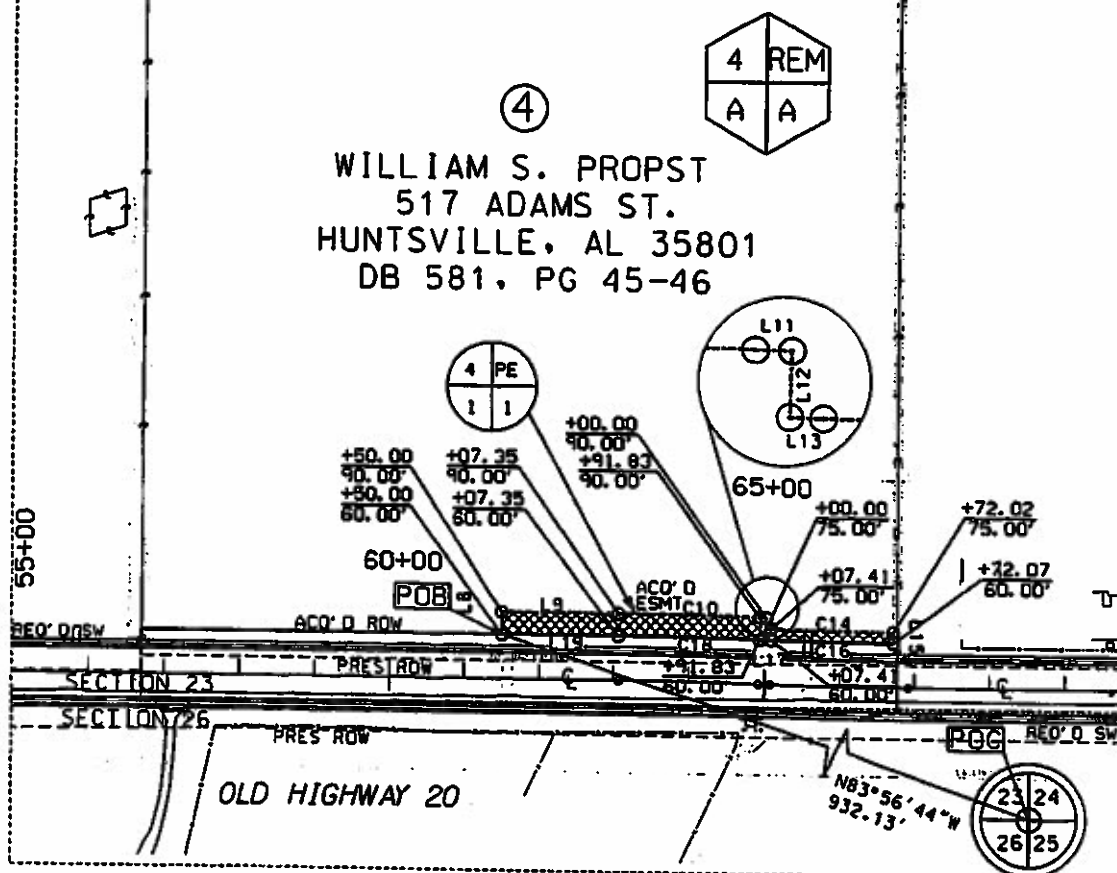 4 REM
A A
4
WILLIAM S. PROPST
517 ADAMS ST.
HUNTSVILLE, AL 35801
DB 581, PG 45-46
L11
L12
L13
4 PE
1 1
+00.00
90.00'
+91.83
90.00'
+50.00
90.00'
+50.00
60.00'
+07.35
90.00'
+07.35
60.00'
65+00
+00.00
75.00'
+72.02
75.00'
+07.41
75.00'
+72.07
60.00'
55+00
60+00
POB
L8
L9
ACQ'D
ESMT
C10
C14
REQ'D SW
ACQ'D ROW
L19
C18
L17
C16
PRES ROW
+91.83
60.00'
+07.41
60.00'
SECTION 23
SECTION 26
PRES ROW
REQ'D SW
OLD HIGHWAY 20
N83°56'44"W
932.13'
23 24
26 25